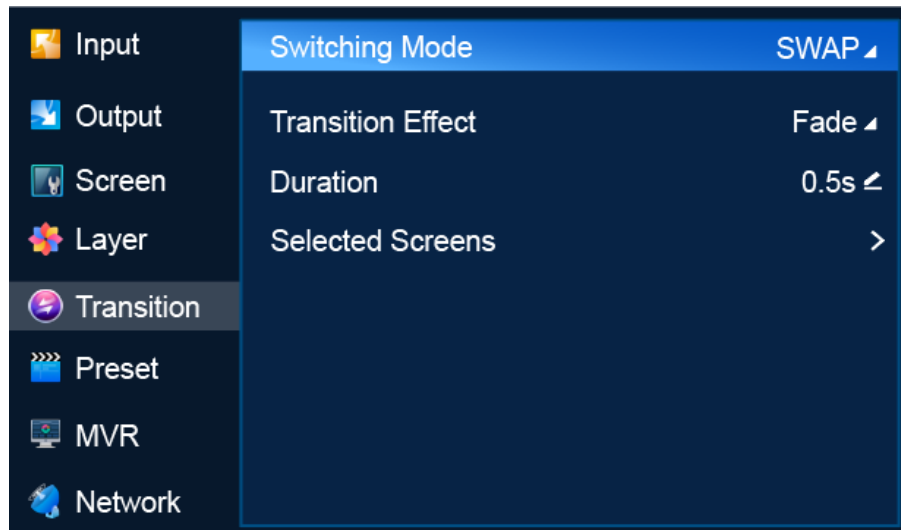 Input
Output
Screen
Layer
Transition
Preset
MVR
Network
Switching Mode SWAP
Transition Effect Fade
Duration 0.5s
Selected Screens >